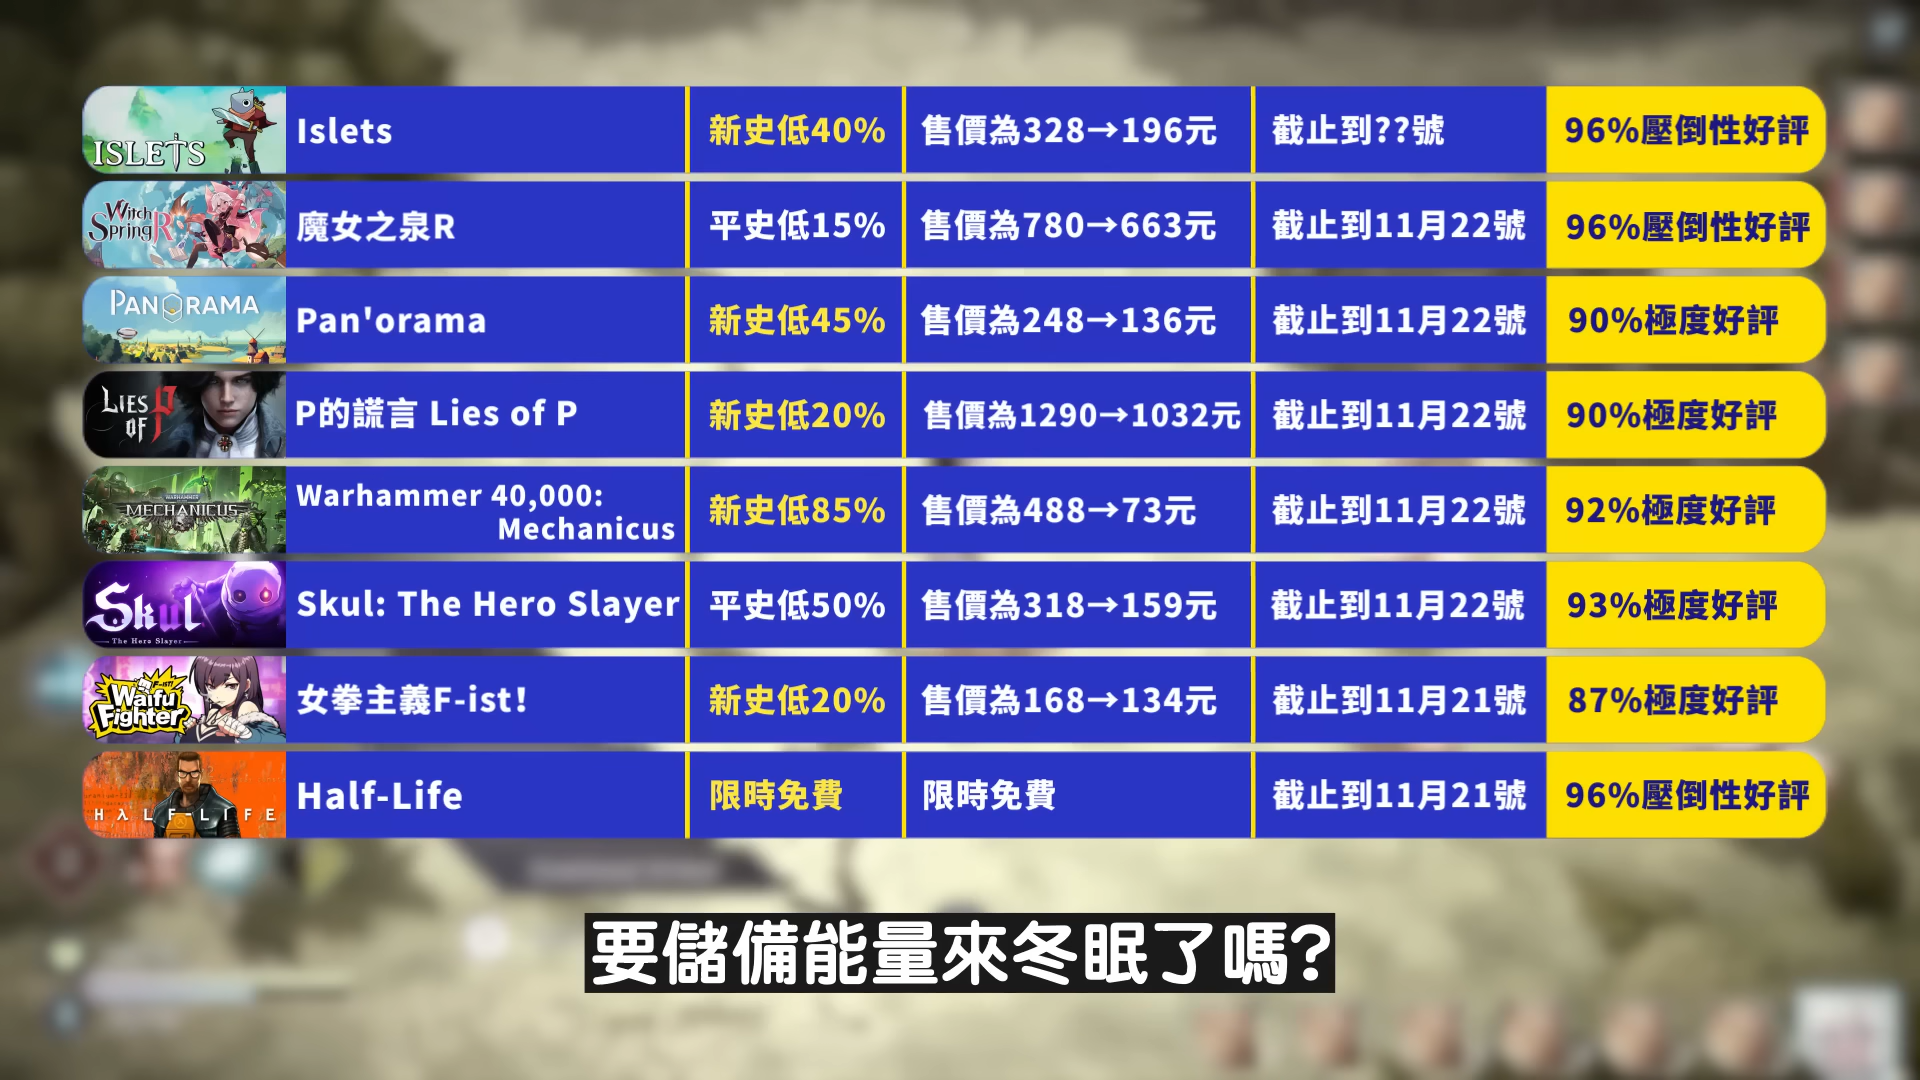 ISLETS
Islets
新史低40%
售價為328→196元
截止到??號
96%壓倒性好評
Witch
SpringR
魔女之泉R
平史低15%
售價為780→663元
截止到11月22號
96%壓倒性好評
PANORAMA
Pan'orama
新史低45%
售價為248→136元
截止到11月22號
90%極度好評
LIES
OF P
P的謊言 Lies of P
新史低20%
售價為1290→1032元
截止到11月22號
90%極度好評
WARHAMMER
MECHANICUS
Warhammer 40,000:
Mechanicus
新史低85%
售價為488→73元
截止到11月22號
92%極度好評
Skul
The Hero Slayer
Skul: The Hero Slayer
平史低50%
售價為318→159元
截止到11月22號
93%極度好評
F-IST!
Waifu
Fighter
女拳主義F-ist!
新史低20%
售價為168→134元
截止到11月21號
87%極度好評
HALF-LIFE
Half-Life
限時免費
限時免費
截止到11月21號
96%壓倒性好評
要儲備能量來冬眠了嗎?